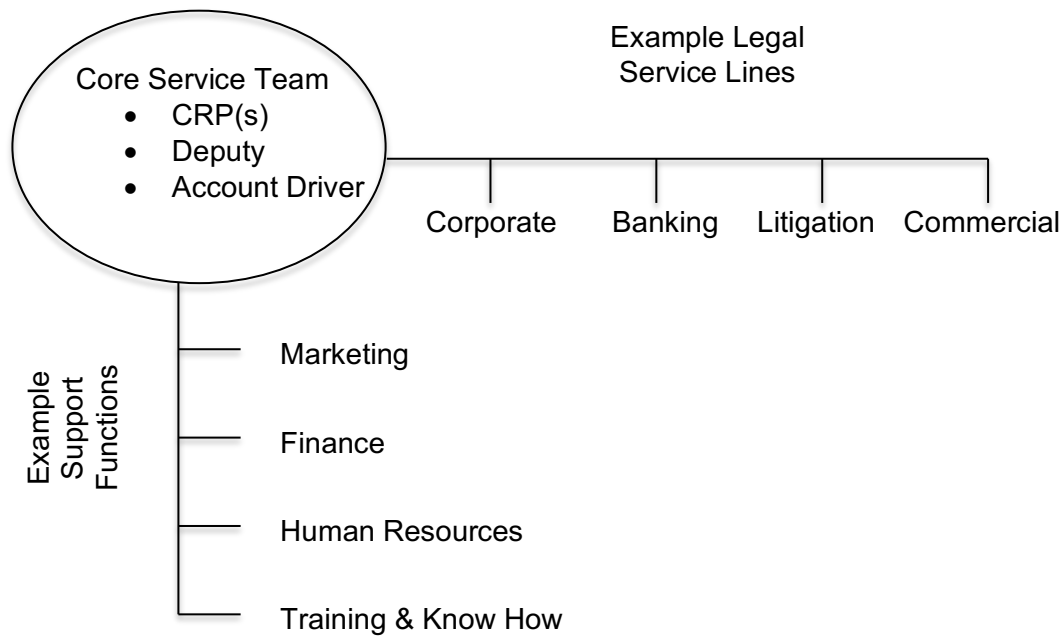 Core Service Team
• CRP(s)
• Deputy
• Account Driver
Example Legal
Service Lines
Corporate
Banking
Litigation
Commercial
Example
Support
Functions
Marketing
Finance
Human Resources
Training & Know How